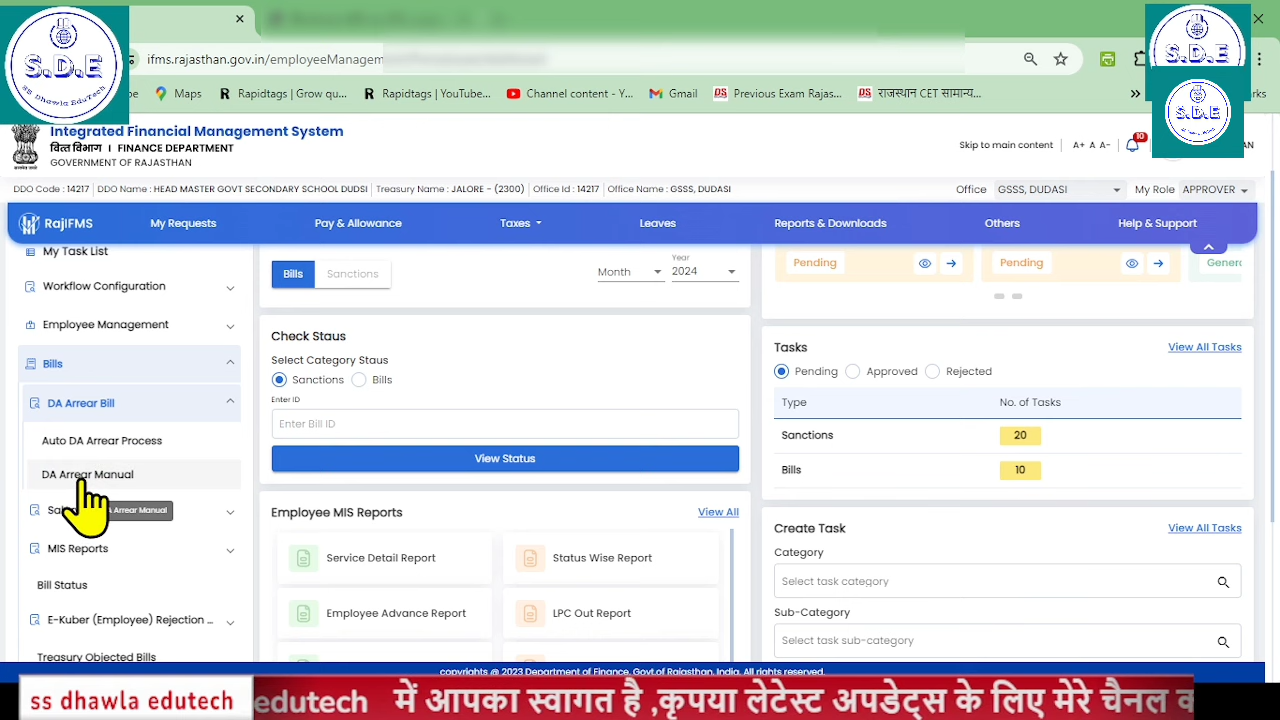 S.D.E
SS Dhawla EduTech
ifms.rajasthan.gov.in/employeeManagem
Maps
Rapidtags | Grow qu...
Rapidtags | YouTube...
Channel content - Y...
Gmail
Previous Exam Rajas...
राजस्थान CET सामान्य...
S.D.E
S.D.E
Integrated Financial Management System
वित्त विभाग I FINANCE DEPARTMENT
GOVERNMENT OF RAJASTHAN
Skip to main content
A+ A A-
10
DDO Code : 14217
DDO Name : HEAD MASTER GOVT SECONDARY SCHOOL DUDSI
Treasury Name : JALORE - (2300)
Office Id : 14217
Office Name : GSSS, DUDASI
Office
GSSS, DUDASI
My Role
APPROVER
RajIFMS
My Requests
Pay & Allowance
Taxes
Leaves
Reports & Downloads
Others
Help & Support
My Task List
Workflow Configuration
Employee Management
Bills
DA Arrear Bill
Auto DA Arrear Process
DA Arrear Manual
Arrear Manual
MIS Reports
Bill Status
E-Kuber (Employee) Rejection ...
Treasury Objected Bills
Bills
Sanctions
Month
Year
2024
Check Staus
Select Category Staus
Sanctions
Bills
Enter ID
Enter Bill ID
View Status
Employee MIS Reports
View All
Service Detail Report
Status Wise Report
Employee Advance Report
LPC Out Report
Pending
Pending
Tasks
View All Tasks
Pending
Approved
Rejected
Type
No. of Tasks
Sanctions
20
Bills
10
Create Task
View All Tasks
Category
Select task category
Sub-Category
Select task sub-category
copyrights @ 2023 Department of Finance, Govt.of Rajasthan, India. All rights reserved.
ss dhawla edutech
edutech में आपका स्वागत है ,कृपया लेटेस्ट अपडेट्स के लिए मेरे चैनल